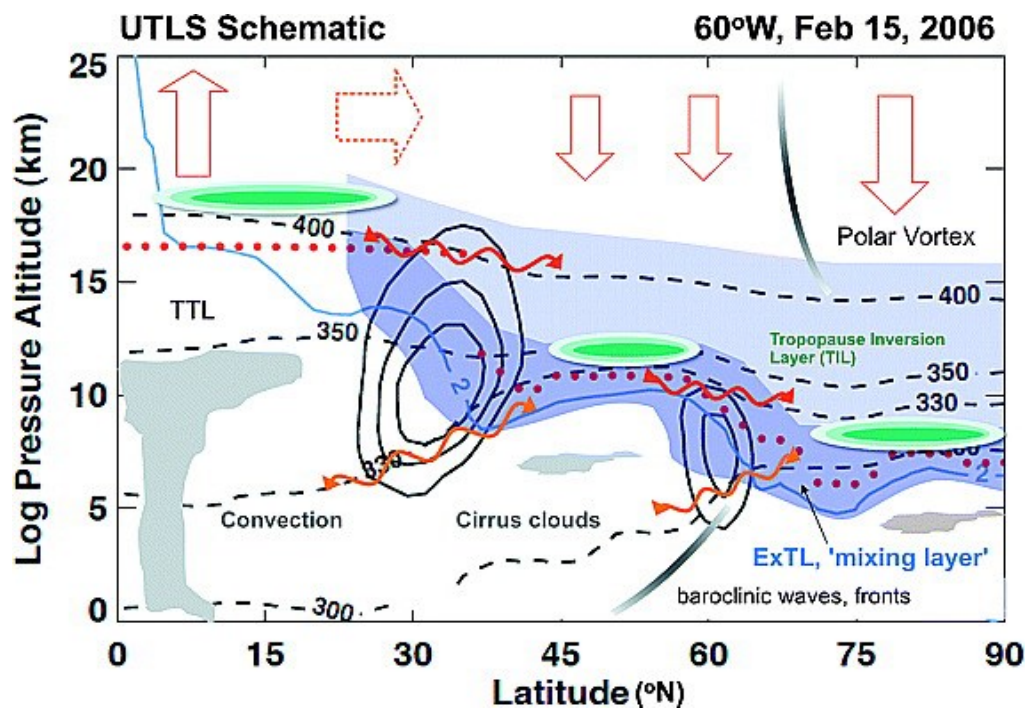 UTLS Schematic
60°W, Feb 15, 2006
25
20
15
10
5
0
Log Pressure Altitude (km)
400
Polar Vortex
400
TTL
350
Tropopause Inversion
Layer (TIL)
350
2
330
330
2
Convection
Cirrus clouds
ExTL, 'mixing layer'
baroclinic waves, fronts
300
0
15
30
45
60
75
90
Latitude (°N)